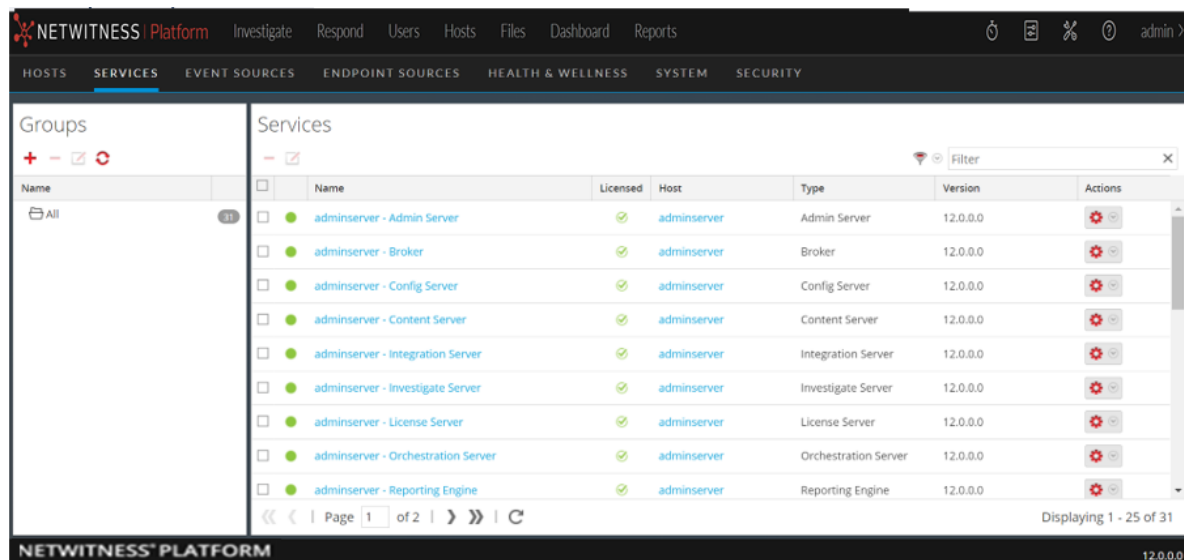 NETWITNESS | Platform Investigate Respond Users Hosts Files Dashboard Reports admin >
HOSTS SERVICES EVENT SOURCES ENDPOINT SOURCES HEALTH & WELLNESS SYSTEM SECURITY
Groups
Services
Filter
Name
Name Licensed Host Type Version Actions
All 31
adminserver - Admin Server adminserver Admin Server 12.0.0.0
adminserver - Broker adminserver Broker 12.0.0.0
adminserver - Config Server adminserver Config Server 12.0.0.0
adminserver - Content Server adminserver Content Server 12.0.0.0
adminserver - Integration Server adminserver Integration Server 12.0.0.0
adminserver - Investigate Server adminserver Investigate Server 12.0.0.0
adminserver - License Server adminserver License Server 12.0.0.0
adminserver - Orchestration Server adminserver Orchestration Server 12.0.0.0
adminserver - Reporting Engine adminserver Reporting Engine 12.0.0.0
Page 1 of 2
Displaying 1 - 25 of 31
NETWITNESS® PLATFORM
12.0.0.0